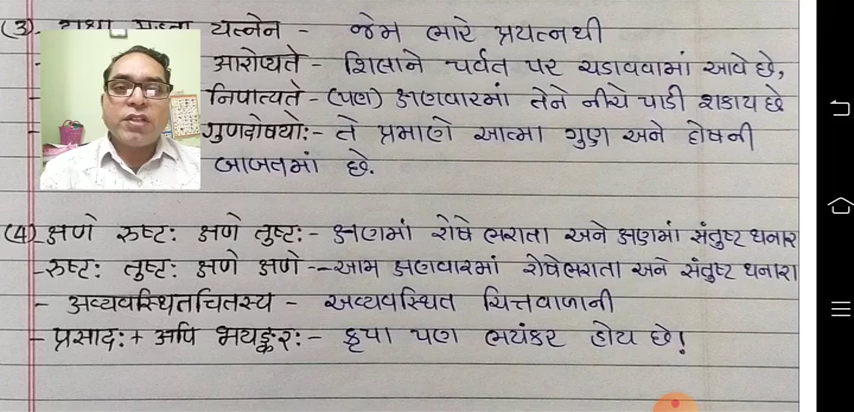 (3). यथा महता यत्नेन - જેમ ભારે પ્રયત્નથી
आरोप्यते - શિલાને પર્વત પર ચડાવવામાં આવે છે,
- निपात्यते - (પણ) ક્ષણવારમાં તેને નીચે પાડી શકાય છે
- गुणदोषयोः - તે પ્રમાણે આત્મા ગુણ અને દોષની
બાબતમાં છે.
(4) - क्षणे रुष्टः क्षणे तुष्टः - ક્ષણમાં રોષે ભરાતા અને ક્ષણમાં સંતુષ્ટ થનાર
- रुष्टः तुष्टः क्षणे क्षणे -- આમ ક્ષણવારમાં રોષેભરાતા અને સંતુષ્ટ થનારા
- अव्यवस्थितचितस्य - અવ્યવસ્થિત ચિત્તવાળાની
- प्रसादः + अपि भयङ्करः - કૃપા પણ ભયંકર હોય છે!